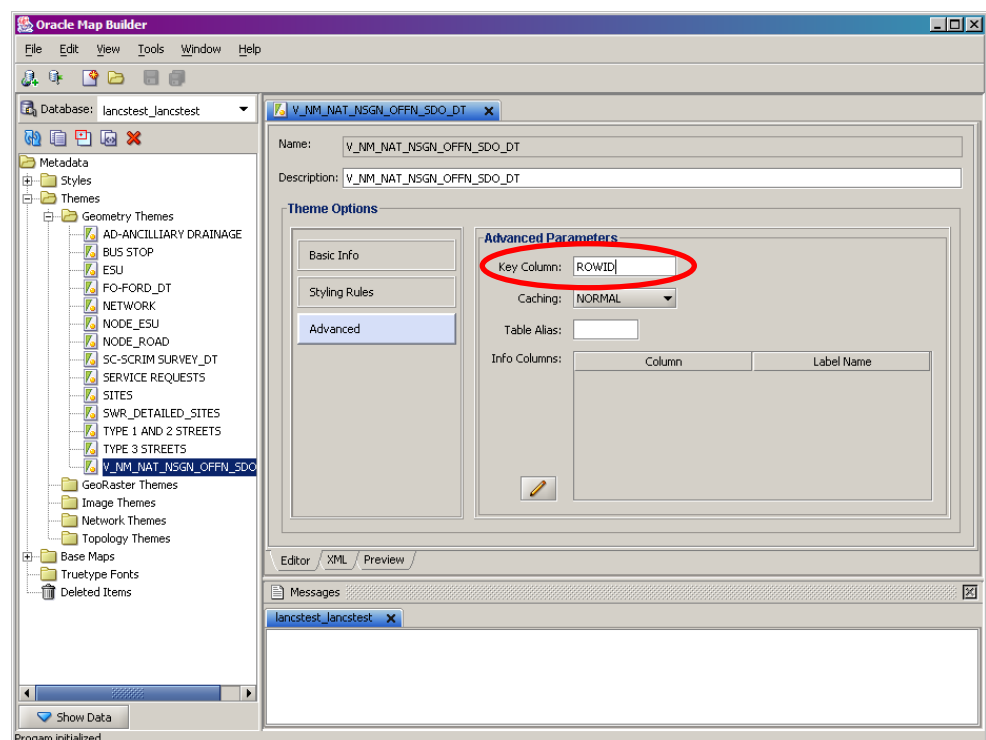 Oracle Map Builder
File Edit View Tools Window Help
Database: lancstest_lancstest
Metadata
Styles
Themes
Geometry Themes
AD-ANCILLIARY DRAINAGE
BUS STOP
ESU
FO-FORD_DT
NETWORK
NODE_ESU
NODE_ROAD
SC-SCRIM SURVEY_DT
SERVICE REQUESTS
SITES
SWR_DETAILED_SITES
TYPE 1 AND 2 STREETS
TYPE 3 STREETS
V_NM_NAT_NSGN_OFFN_SDO
GeoRaster Themes
Image Themes
Network Themes
Topology Themes
Base Maps
Truetype Fonts
Deleted Items
Show Data
V_NM_NAT_NSGN_OFFN_SDO_DT
Name: V_NM_NAT_NSGN_OFFN_SDO_DT
Description: V_NM_NAT_NSGN_OFFN_SDO_DT
Theme Options
Basic Info
Styling Rules
Advanced
Advanced Parameters
Key Column: ROWID
Caching: NORMAL
Table Alias:
Info Columns: Column Label Name
Editor XML Preview
Messages
lancstest_lancstest
Progam initialized